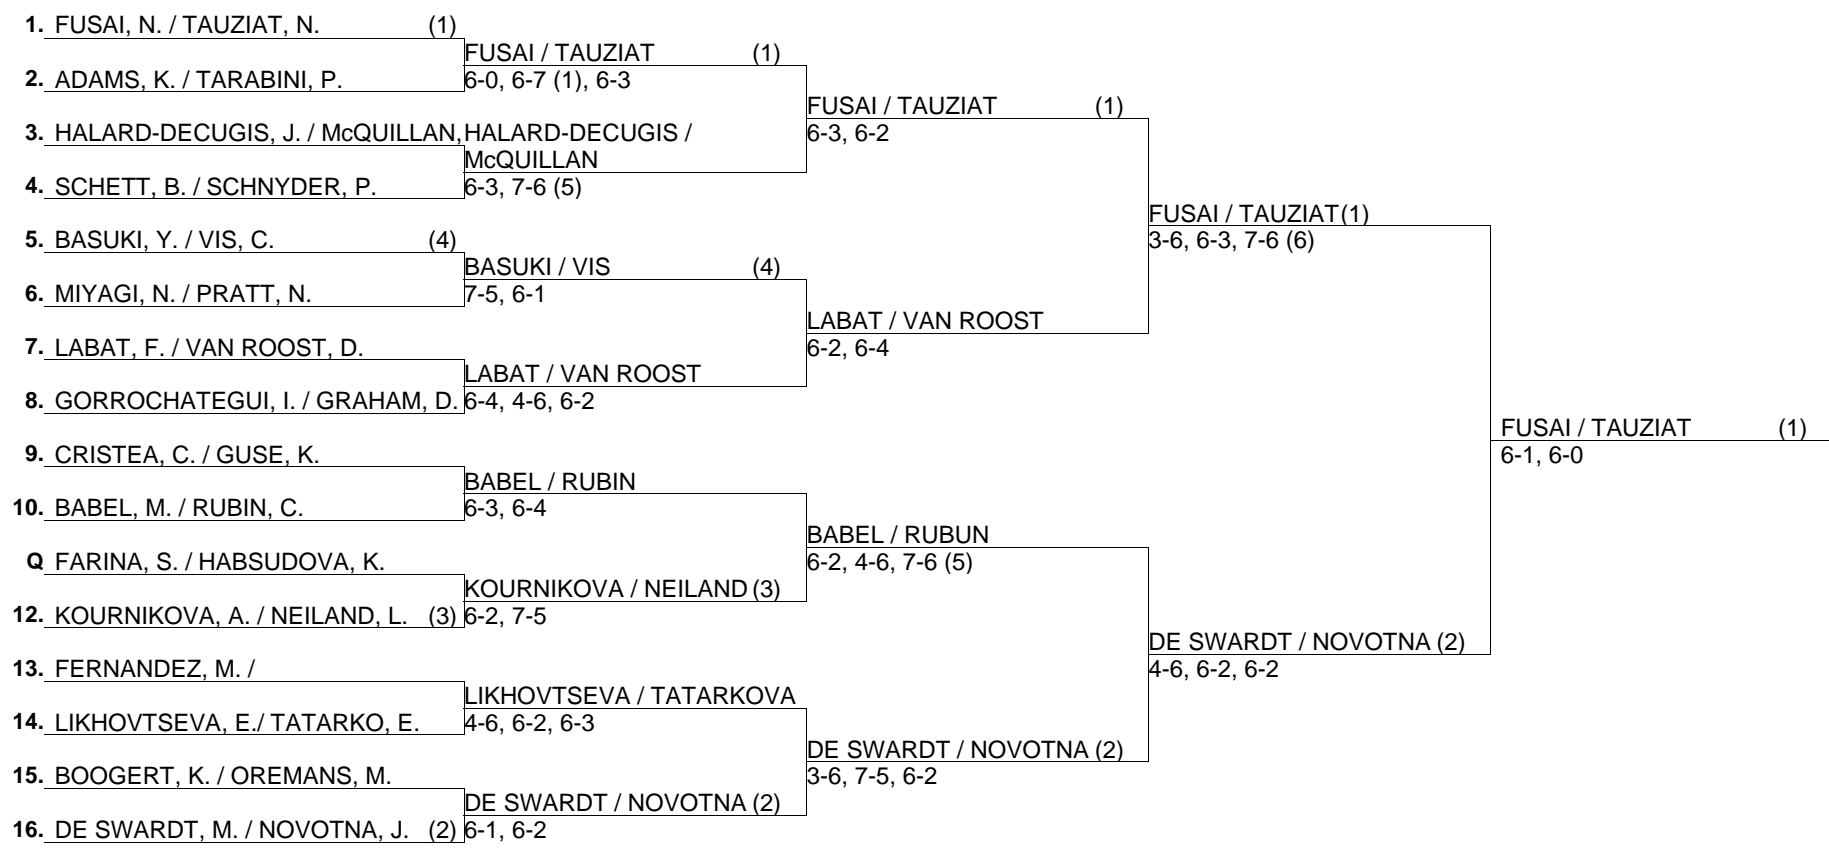 1. FUSAI, N. / TAUZIAT, N. (1)
FUSAI / TAUZIAT (1)
2. ADAMS, K. / TARABINI, P.
6-0, 6-7 (1), 6-3
FUSAI / TAUZIAT (1)
3. HALARD-DECUGIS, J. / McQUILLAN,
HALARD-DECUGIS /
6-3, 6-2
McQUILLAN
4. SCHETT, B. / SCHNYDER, P.
6-3, 7-6 (5)
FUSAI / TAUZIAT (1)
5. BASUKI, Y. / VIS, C. (4)
3-6, 6-3, 7-6 (6)
BASUKI / VIS (4)
6. MIYAGI, N. / PRATT, N.
7-5, 6-1
LABAT / VAN ROOST
7. LABAT, F. / VAN ROOST, D.
6-2, 6-4
LABAT / VAN ROOST
8. GORROCHATEGUI, I. / GRAHAM, D.
6-4, 4-6, 6-2
FUSAI / TAUZIAT (1)
9. CRISTEA, C. / GUSE, K.
6-1, 6-0
BABEL / RUBIN
10. BABEL, M. / RUBIN, C.
6-3, 6-4
BABEL / RUBUN
Q FARINA, S. / HABSUDOVA, K.
6-2, 4-6, 7-6 (5)
KOURNIKOVA / NEILAND (3)
12. KOURNIKOVA, A. / NEILAND, L. (3)
6-2, 7-5
DE SWARDT / NOVOTNA (2)
13. FERNANDEZ, M. /
4-6, 6-2, 6-2
LIKHOVTSEVA / TATARKOVA
14. LIKHOVTSEVA, E./ TATARKO, E.
4-6, 6-2, 6-3
DE SWARDT / NOVOTNA (2)
15. BOOGERT, K. / OREMANS, M.
3-6, 7-5, 6-2
DE SWARDT / NOVOTNA (2)
16. DE SWARDT, M. / NOVOTNA, J. (2)
6-1, 6-2